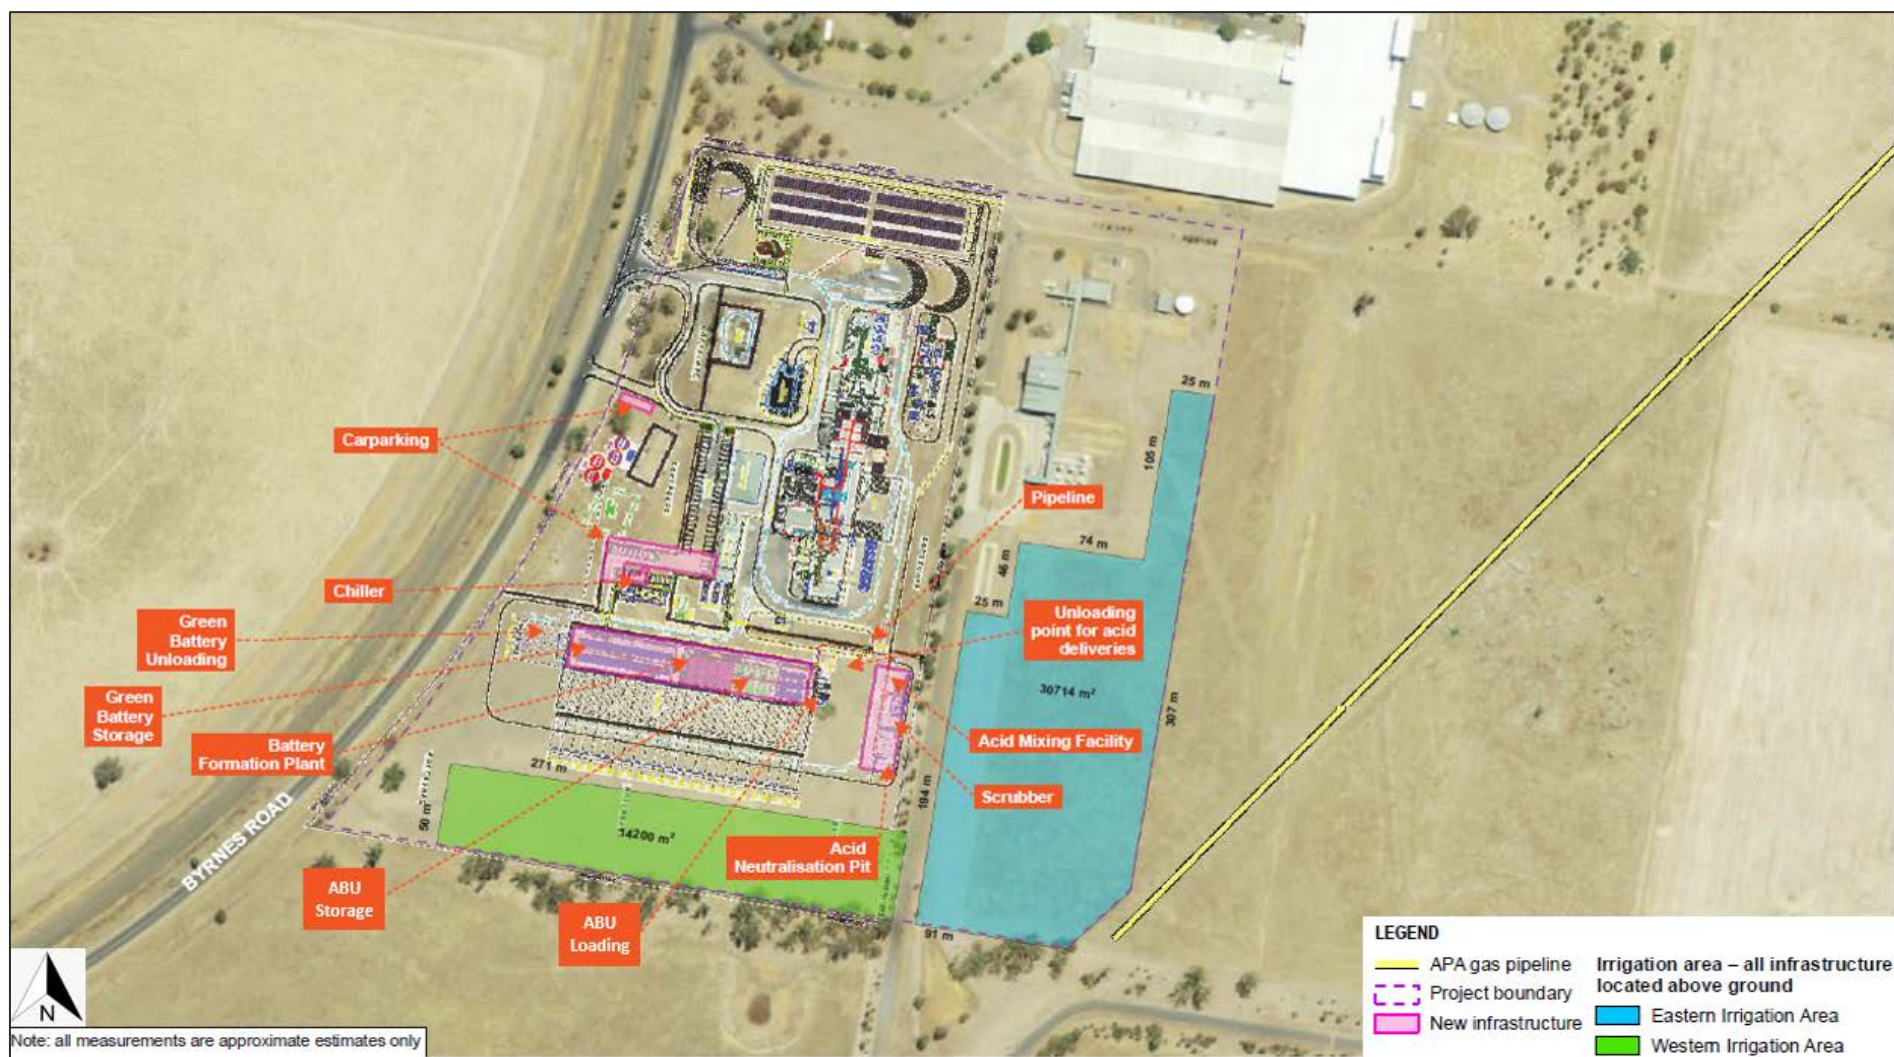 25 m
105 m
Carparking
Pipeline
74 m
46 m
Chiller
25 m
Green
Battery
Unloading
Unloading
point for acid
deliveries
30714 m²
Green
Battery
Storage
307 m
Battery
Formation Plant
Acid Mixing Facility
271 m
194 m
Scrubber
50 m
14200 m²
BYRNES ROAD
Acid
Neutralisation Pit
ABU
Storage
ABU
Loading
91 m
LEGEND
APA gas pipeline
Project boundary
New infrastructure
Irrigation area – all infrastructure
located above ground
Eastern Irrigation Area
Western Irrigation Area
N
Note: all measurements are approximate estimates only